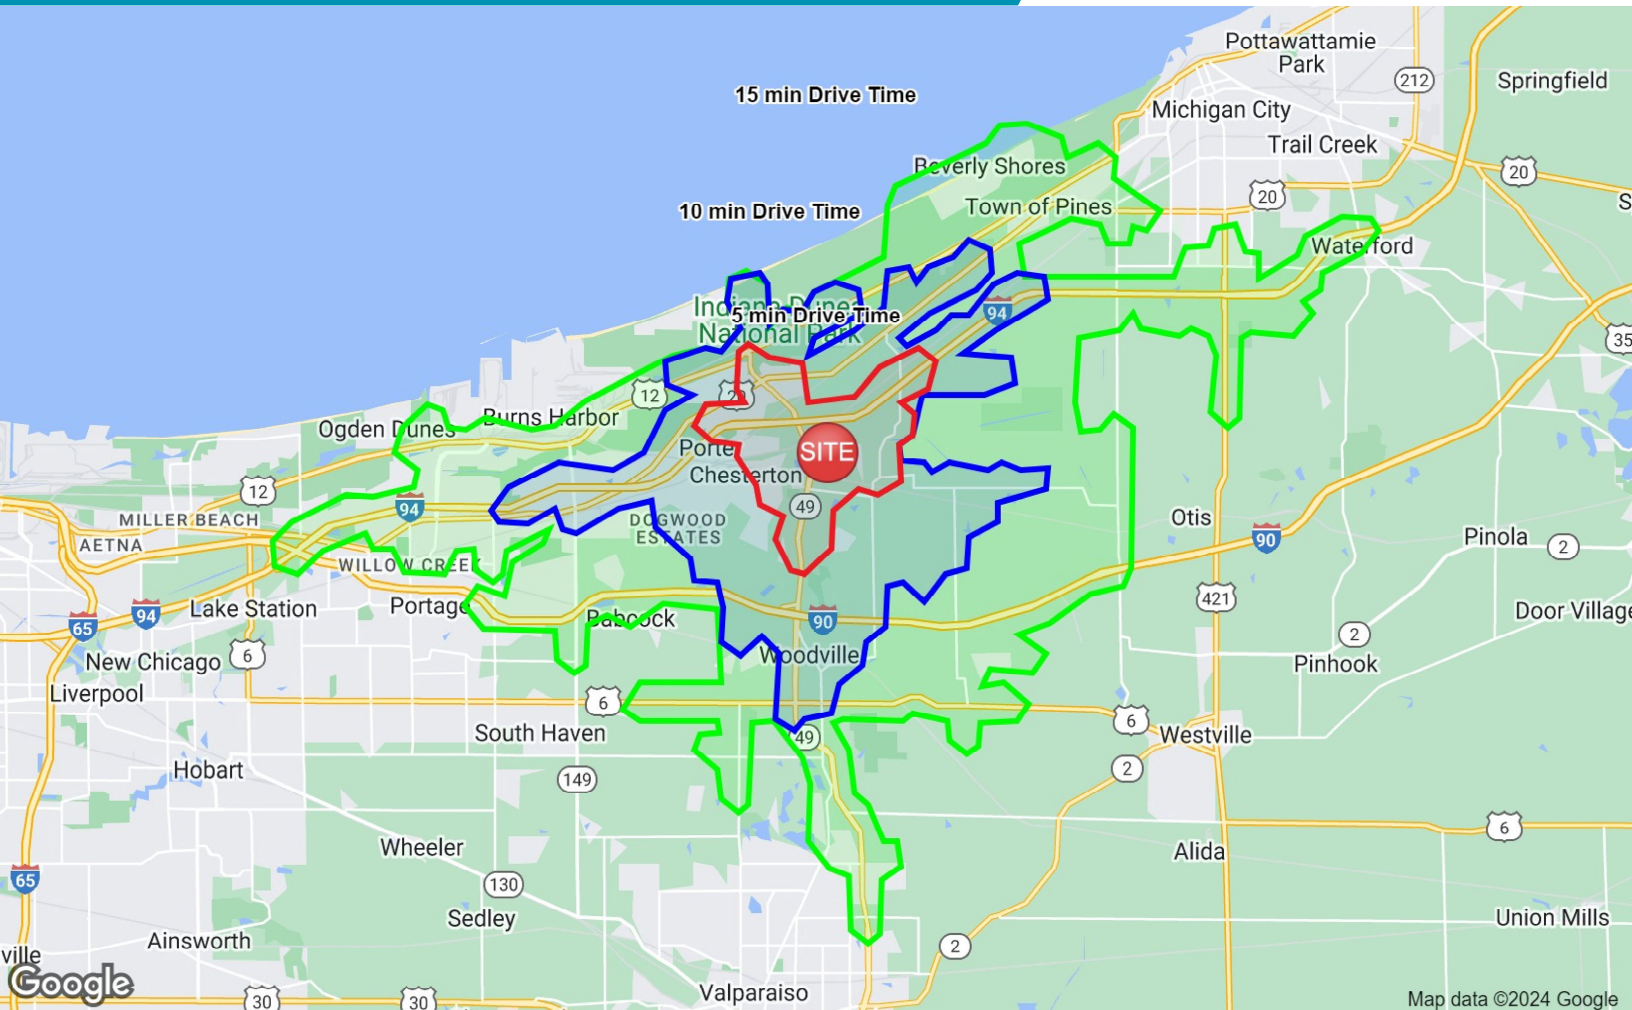 Pottawattamie
Park
212
Springfield
15 min Drive Time
Michigan City
Trail Creek
Beverly Shores
20
20
S
10 min Drive Time
Town of Pines
Waterford
Indiana Dunes
National Park
5 min Drive Time
94
35
12
20
Ogden Dunes
Burns Harbor
Porte
SITE
Chesterton
12
94
49
MILLER BEACH
DOGWOOD
ESTATES
Otis
AETNA
90
Pinola
2
WILLOW CREEK
Lake Station
Portage
94
65
Babcock
90
421
Door Village
2
New Chicago
6
Woodville
Pinhook
Liverpool
6
6
South Haven
49
Westville
Hobart
149
2
Wheeler
Alida
6
65
130
Sedley
Union Mills
Ainsworth
2
ville
Google
30
30
Valparaiso
Map data ©2024 Google